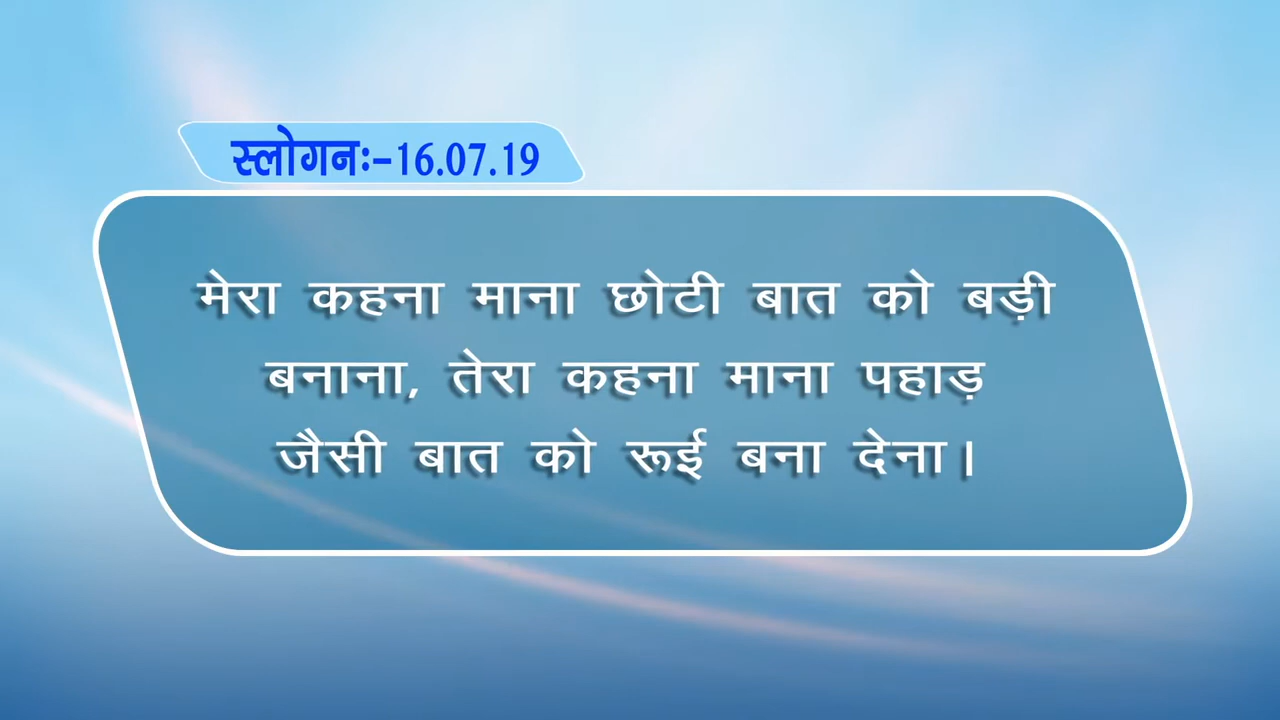 स्लोगनः-16.07.19
मेरा कहना माना छोटी बात को बड़ी
बनाना, तेरा कहना माना पहाड़
जैसी बात को रूई बना देना।